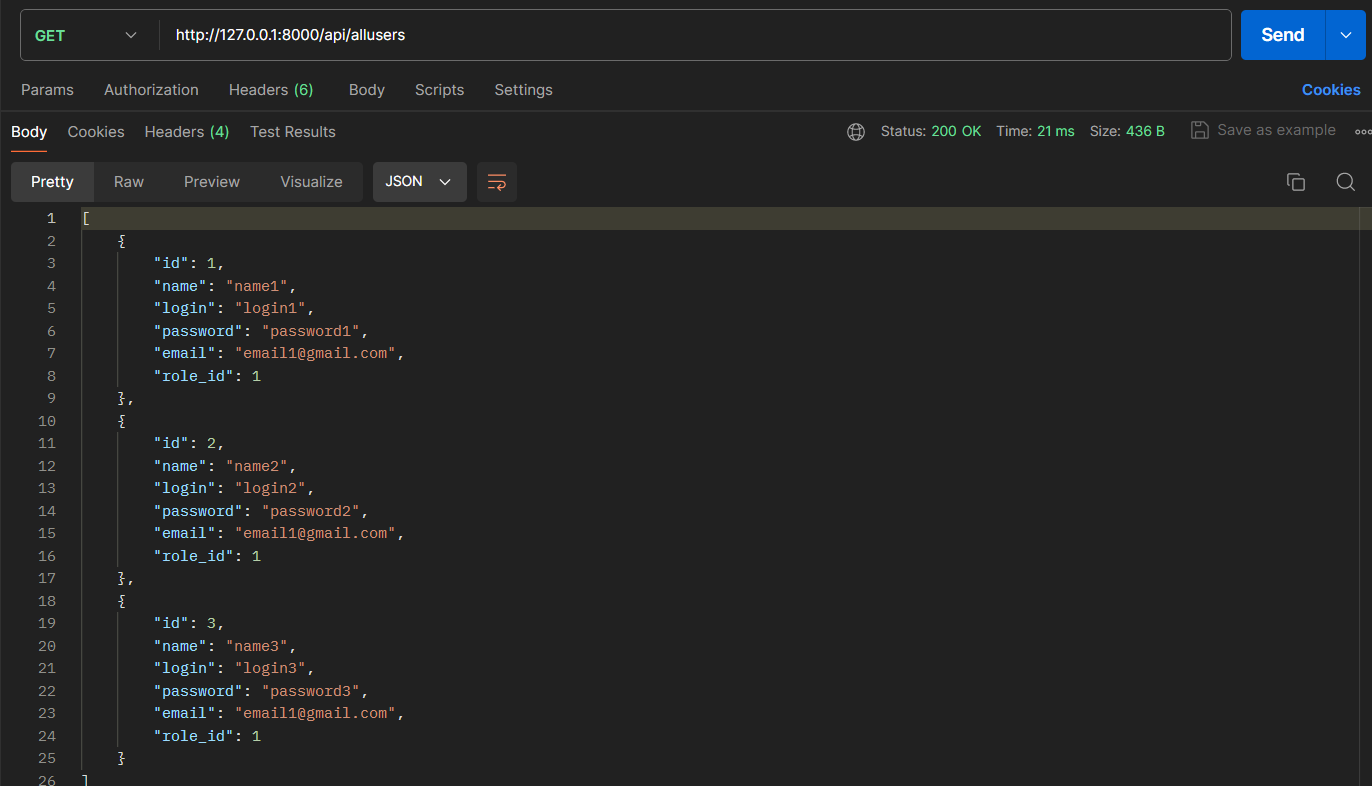 GET http://127.0.0.1:8000/api/allusers Send
Params Authorization Headers (6) Body Scripts Settings Cookies
Body Cookies Headers (4) Test Results Status: 200 OK Time: 21 ms Size: 436 B Save as example
Pretty Raw Preview Visualize JSON
1 [
2 {
3 "id": 1,
4 "name": "name1",
5 "login": "login1",
6 "password": "password1",
7 "email": "email1@gmail.com",
8 "role_id": 1
9 },
10 {
11 "id": 2,
12 "name": "name2",
13 "login": "login2",
14 "password": "password2",
15 "email": "email1@gmail.com",
16 "role_id": 1
17 },
18 {
19 "id": 3,
20 "name": "name3",
21 "login": "login3",
22 "password": "password3",
23 "email": "email1@gmail.com",
24 "role_id": 1
25 }
26 ]